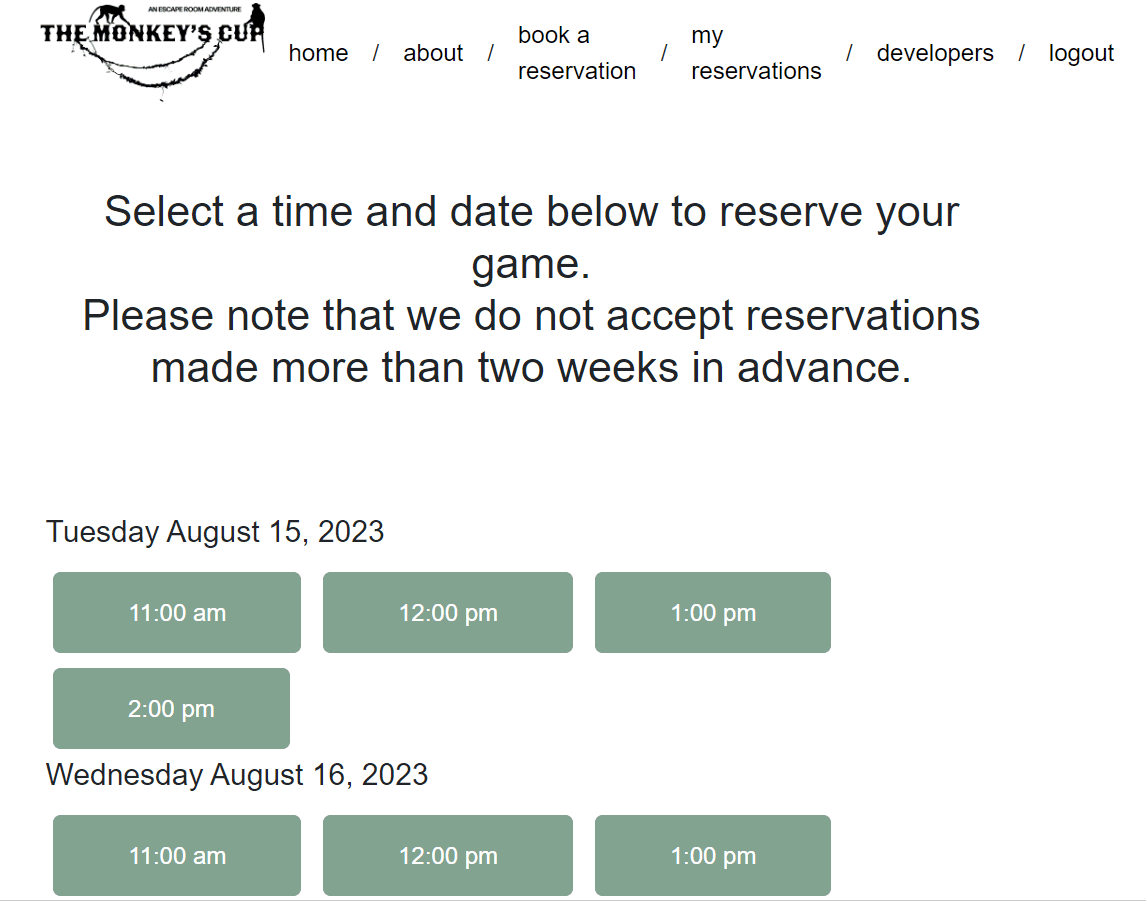 AN ESCAPE ROOM ADVENTURE
THE MONKEY'S CUP
home / about / book a reservation / my reservations / developers / logout
Select a time and date below to reserve your
game.
Please note that we do not accept reservations
made more than two weeks in advance.
Tuesday August 15, 2023
11:00 am 12:00 pm 1:00 pm
2:00 pm
Wednesday August 16, 2023
11:00 am 12:00 pm 1:00 pm